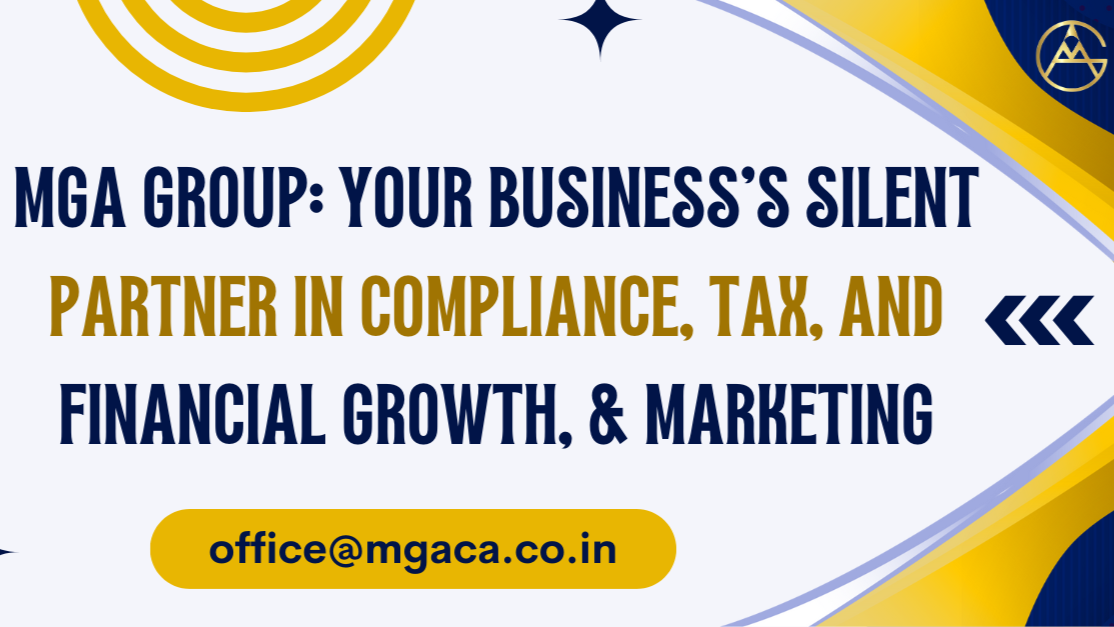 MGA GROUP: YOUR BUSINESS’S SILENT
PARTNER IN COMPLIANCE, TAX, AND
FINANCIAL GROWTH, & MARKETING
office@mgaca.co.in